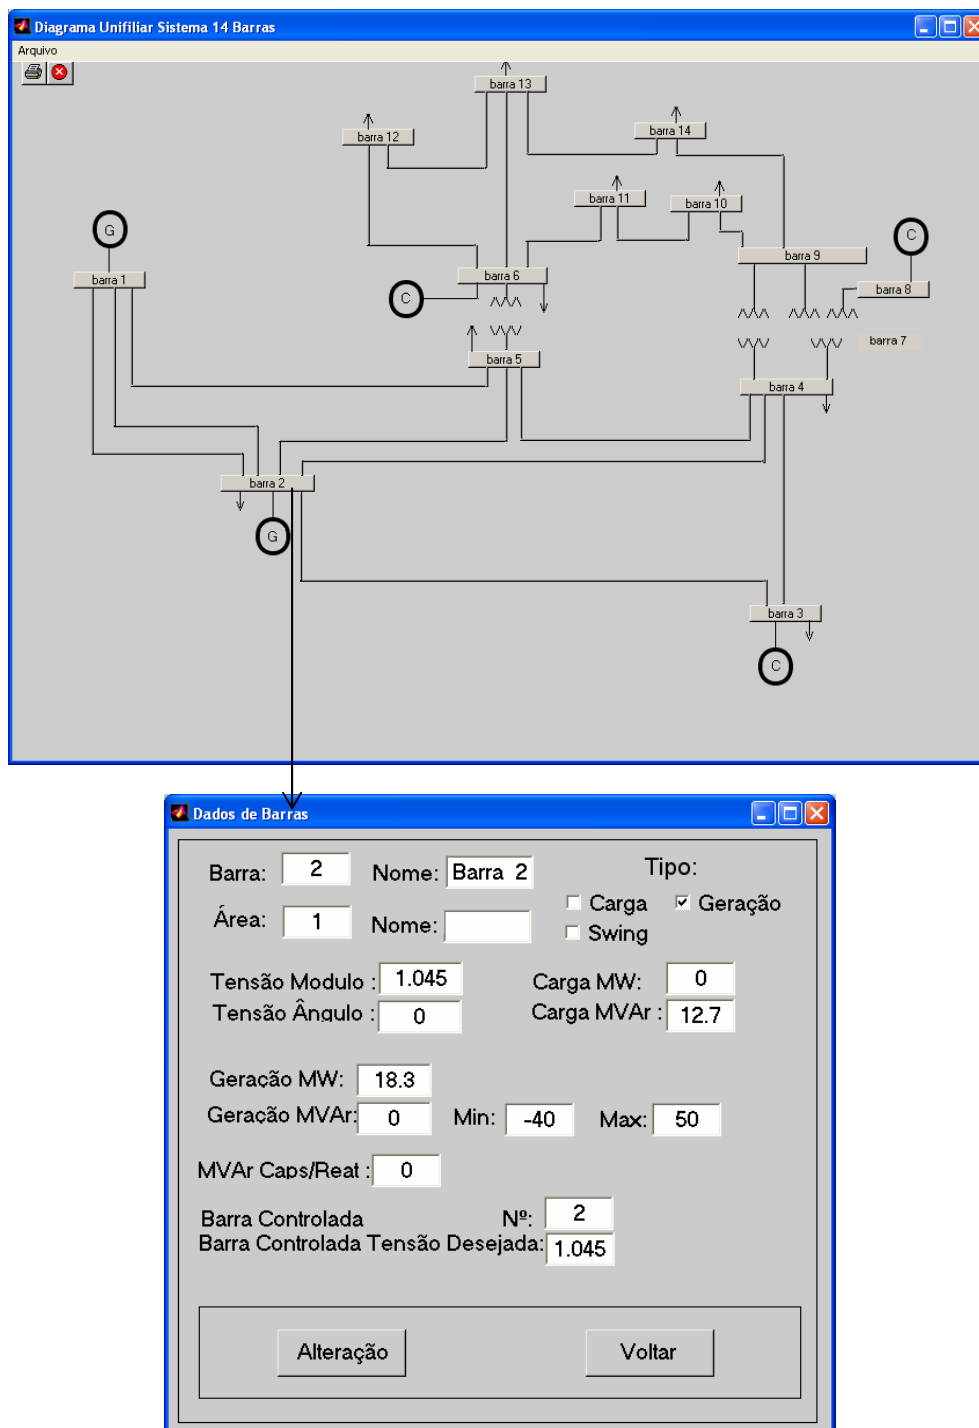 Diagrama Unifiliar Sistema 14 Barras
Arquivo
barra 13
barra 14
barra 12
barra 11
barra 10
G
C
barra 9
barra 6
barra 1
barra 8
C
barra 7
barra 5
barra 4
barra 2
G
barra 3
C
Dados de Barras
Barra: 2 Nome: Barra 2 Tipo:
Carga Geração
Área: 1 Nome:
Swing
Tensão Modulo : 1.045 Carga MW: 0
Tensão Ângulo : 0 Carga MVAr : 12.7
Geração MW: 18.3
Geração MVAr: 0 Min: -40 Max: 50
MVAr Caps/Reat : 0
Barra Controlada Nº: 2
Barra Controlada Tensão Desejada: 1.045
Alteração Voltar